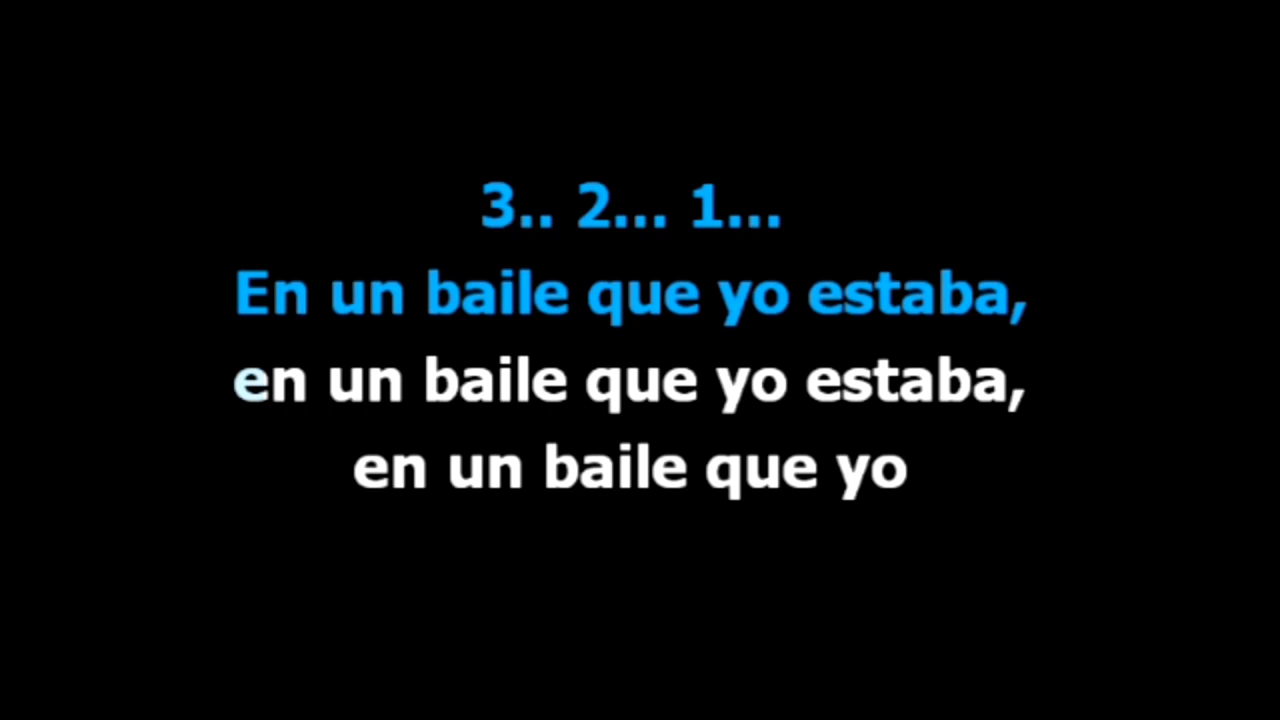 3.. 2... 1...
En un baile que yo estaba,
en un baile que yo estaba,
en un baile que yo